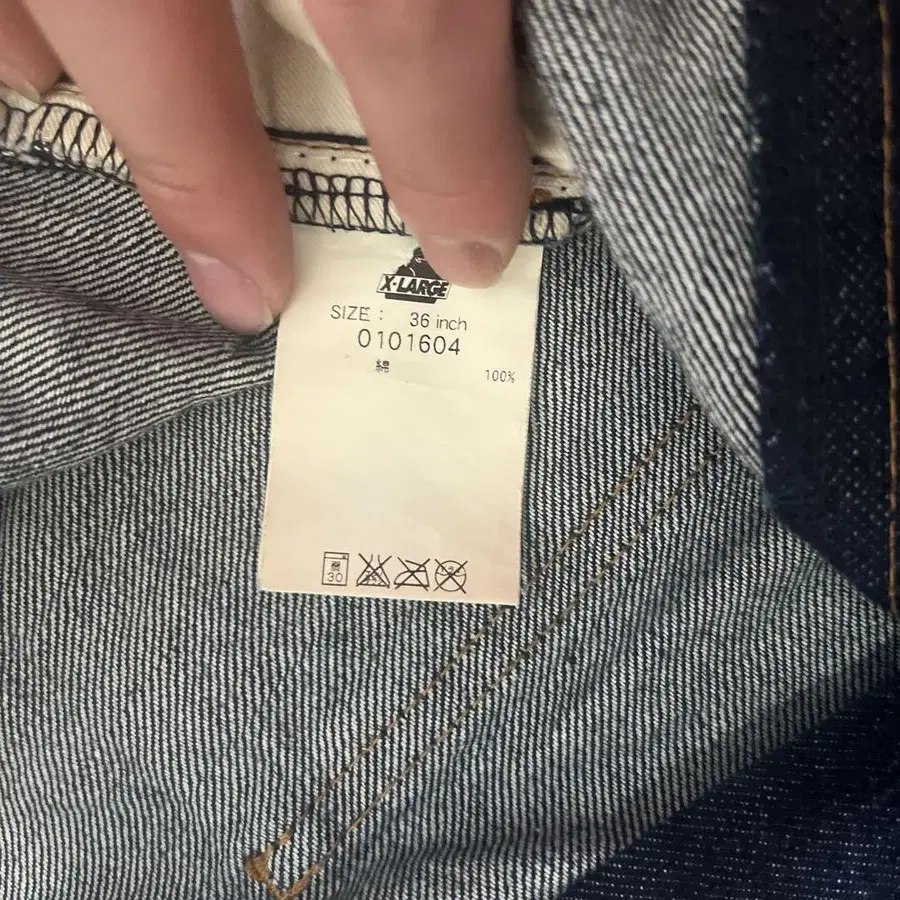 X-LARGE
SIZE : 36 inch
0101604
綿 100%
30